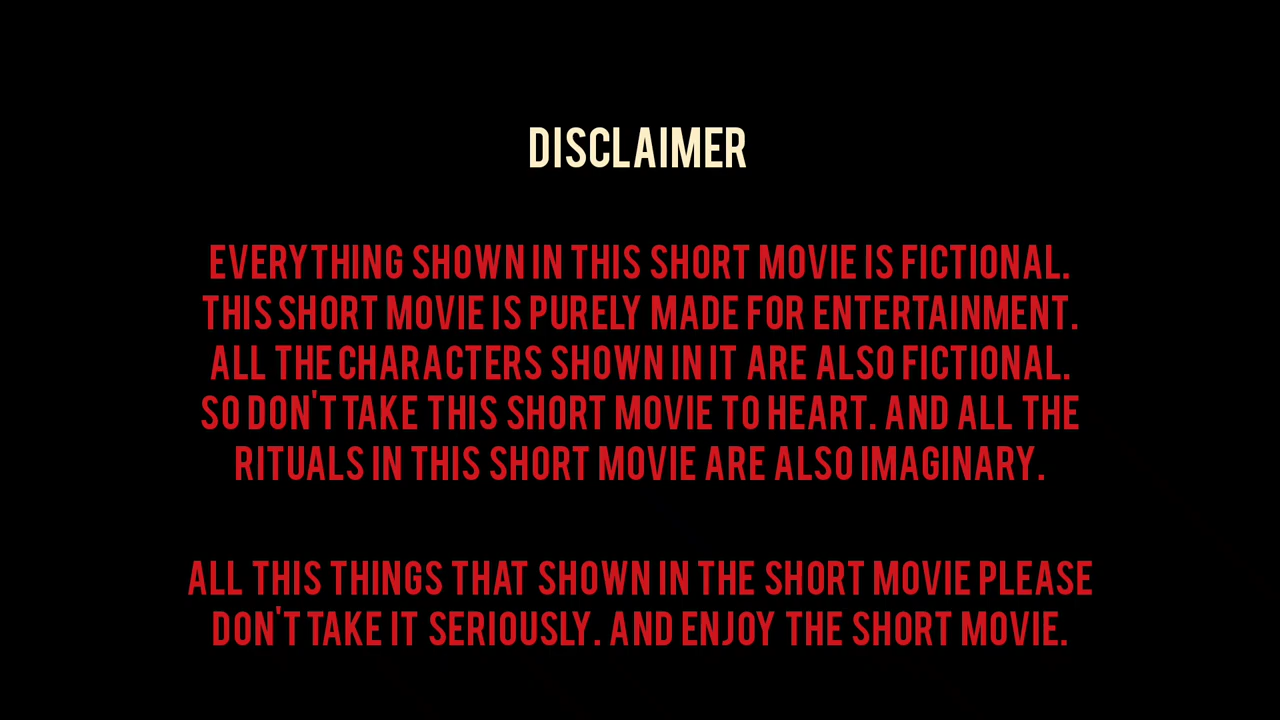 DISCLAIMER
EVERYTHING SHOWN IN THIS SHORT MOVIE IS FICTIONAL.
THIS SHORT MOVIE IS PURELY MADE FOR ENTERTAINMENT.
ALL THE CHARACTERS SHOWN IN IT ARE ALSO FICTIONAL.
SO DON'T TAKE THIS SHORT MOVIE TO HEART. AND ALL THE
RITUALS IN THIS SHORT MOVIE ARE ALSO IMAGINARY.
ALL THIS THINGS THAT SHOWN IN THE SHORT MOVIE PLEASE
DON'T TAKE IT SERIOUSLY. AND ENJOY THE SHORT MOVIE.